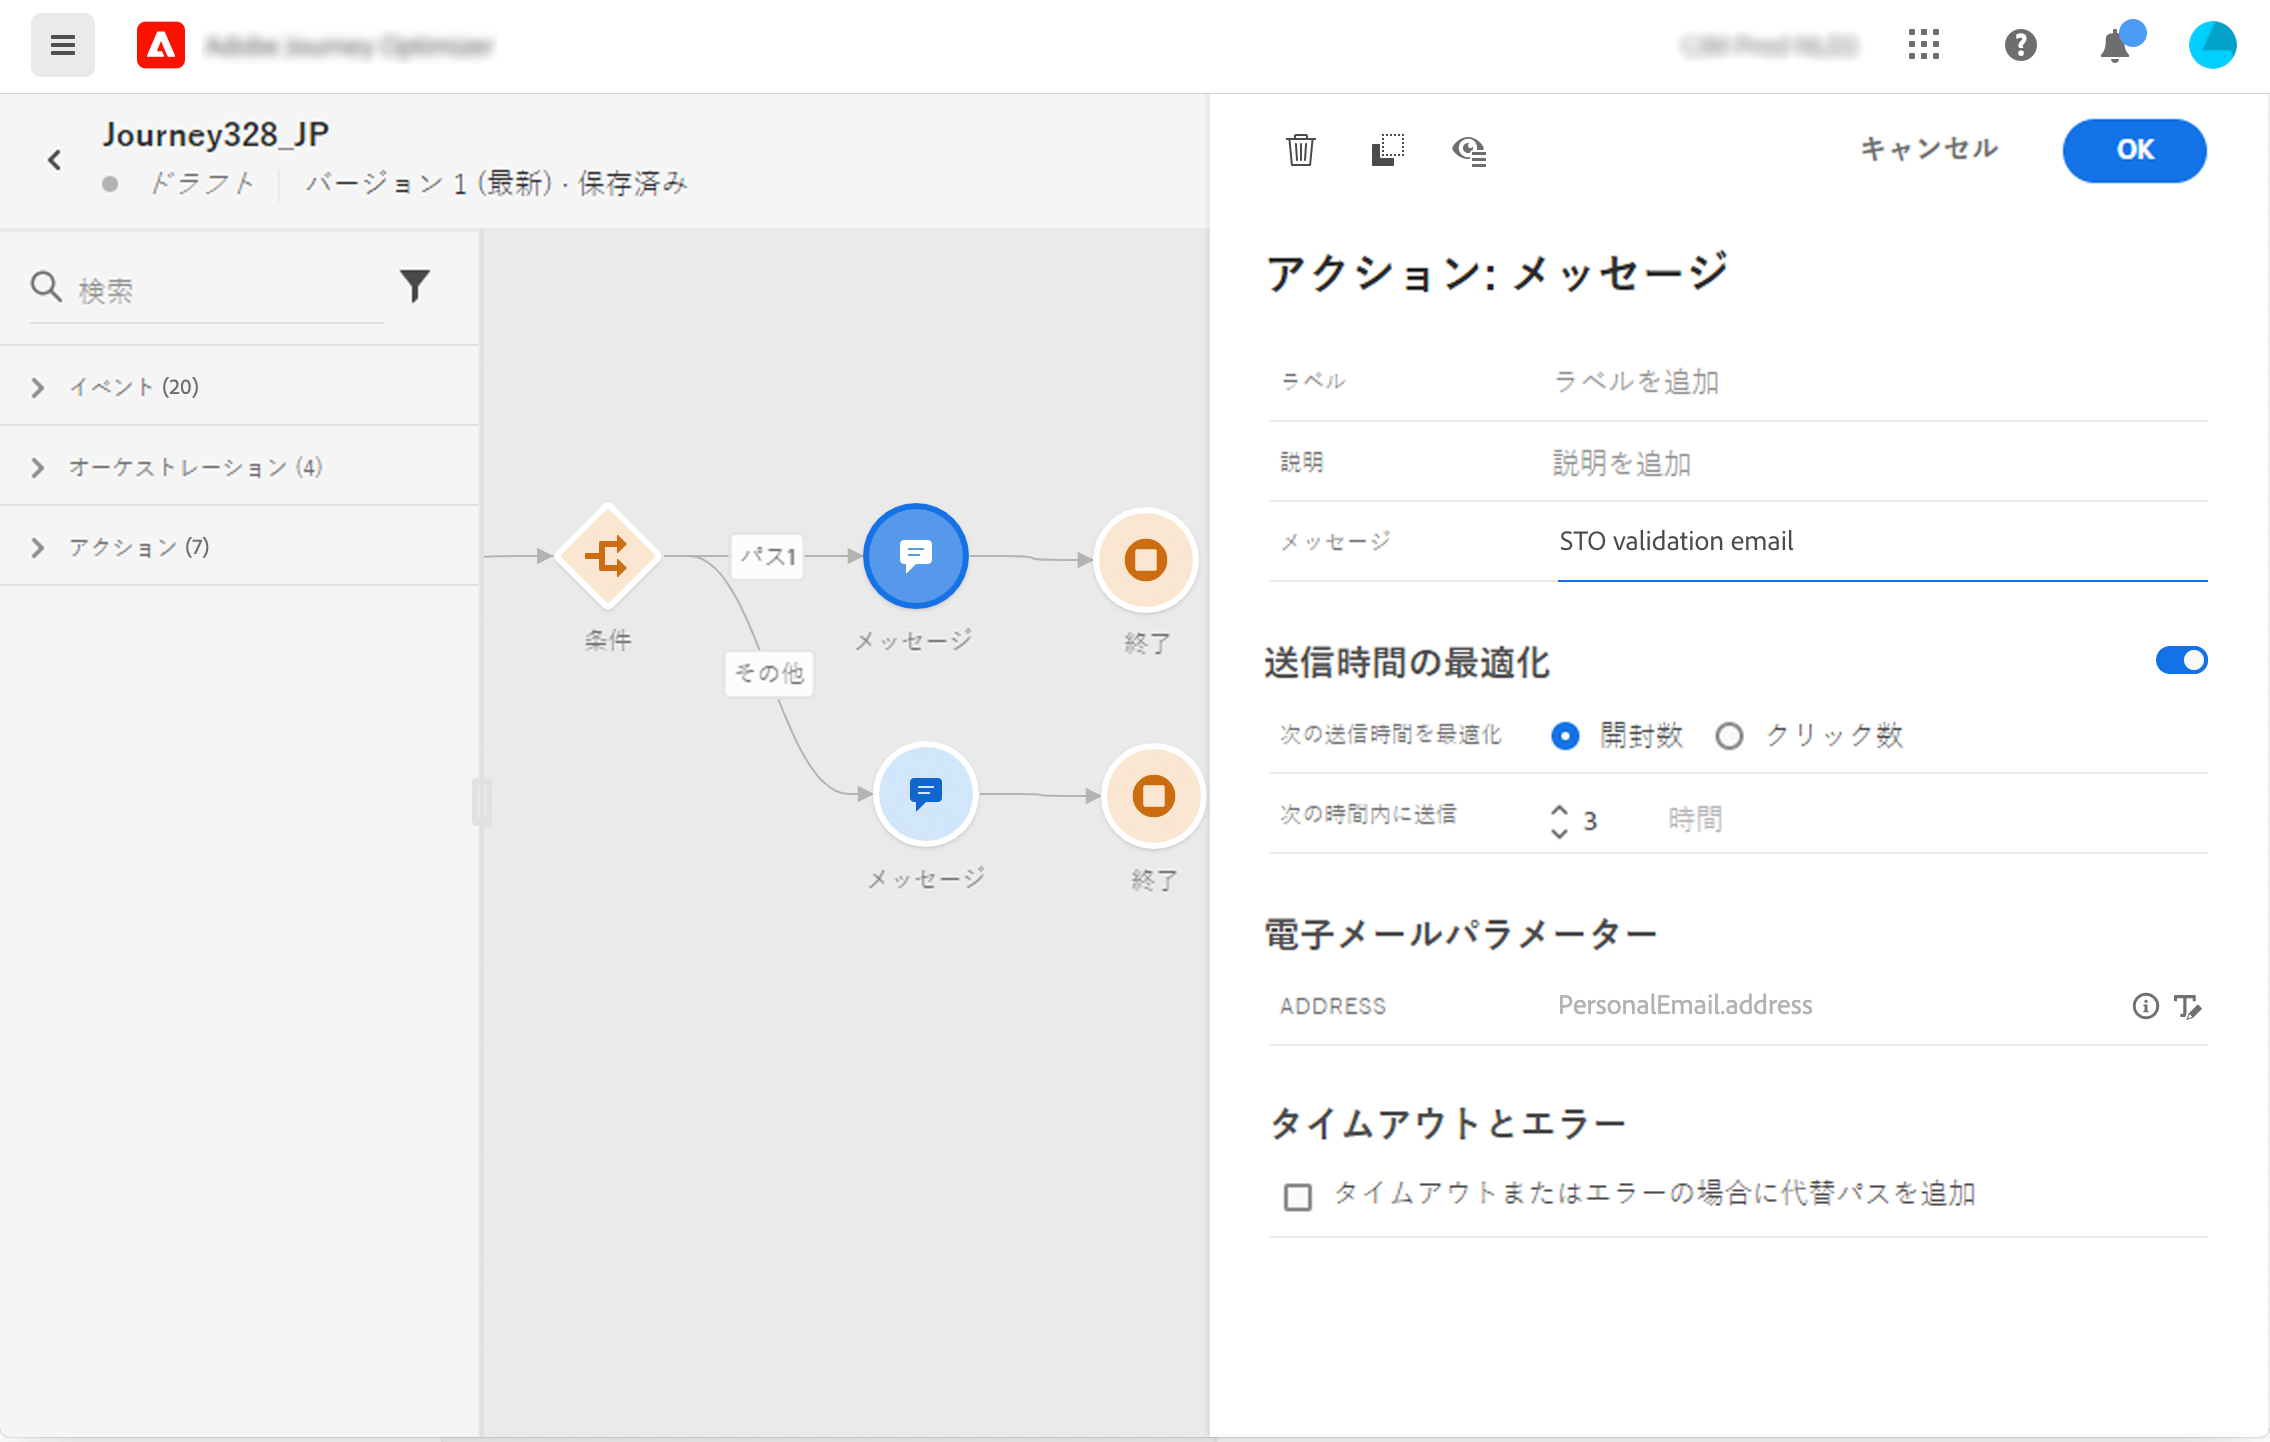 Adobe Journey Optimizer
Journey328_JP
ドラフト
バージョン 1 (最新) · 保存済み
検索
イベント (20)
オーケストレーション (4)
アクション (7)
条件
パス1
その他
メッセージ
終了
メッセージ
終了
キャンセル
OK
アクション: メッセージ
ラベル ラベルを追加
説明 説明を追加
メッセージ STO validation email
送信時間の最適化
次の送信時間を最適化 開封数 クリック数
次の時間内に送信 3 時間
電子メールパラメーター
ADDRESS PersonalEmail.address
タイムアウトとエラー
タイムアウトまたはエラーの場合に代替パスを追加